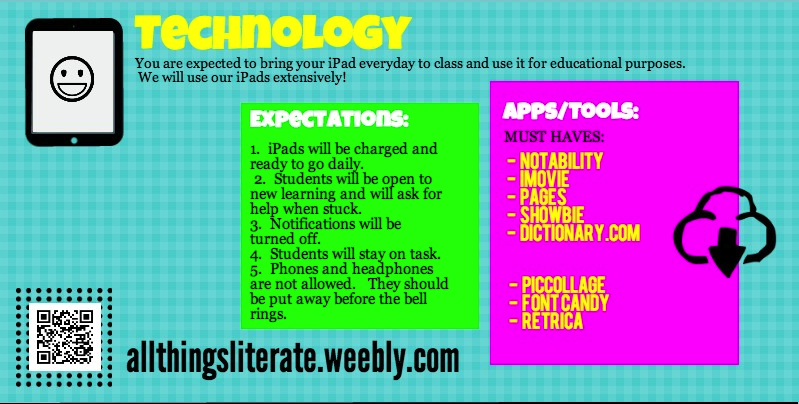 Technology
You are expected to bring your iPad everyday to class and use it for educational purposes.
We will use our iPads extensively!
Expectations:
1. iPads will be charged and
ready to go daily.
2. Students will be open to
new learning and will ask for
help when stuck.
3. Notifications will be
turned off.
4. Students will stay on task.
5. Phones and headphones
are not allowed. They should
be put away before the bell
rings.
Apps/Tools:
MUST HAVES:
- NOTABILITY
- IMOVIE
- PAGES
- SHOWBIE
- DICTIONARY.COM
- PICCOLLAGE
- FONT CANDY
- RETRICA
allthingsliterate.weebly.com